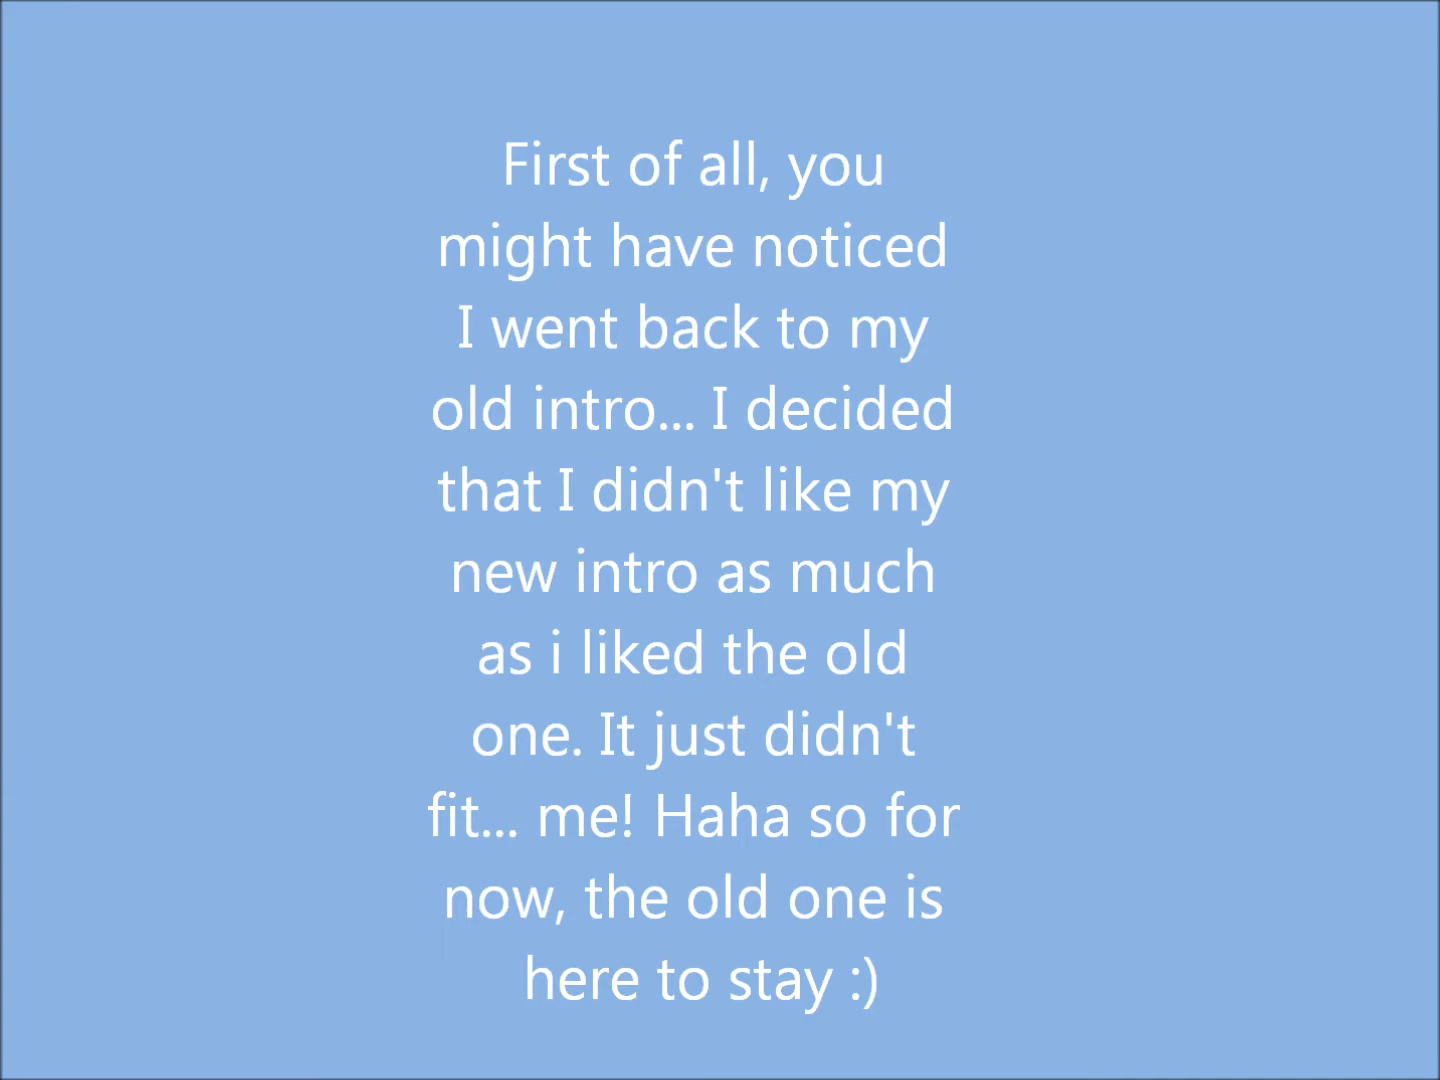 First of all, you
might have noticed
I went back to my
old intro... I decided
that I didn't like my
new intro as much
as i liked the old
one. It just didn't
fit... me! Haha so for
now, the old one is
here to stay :)